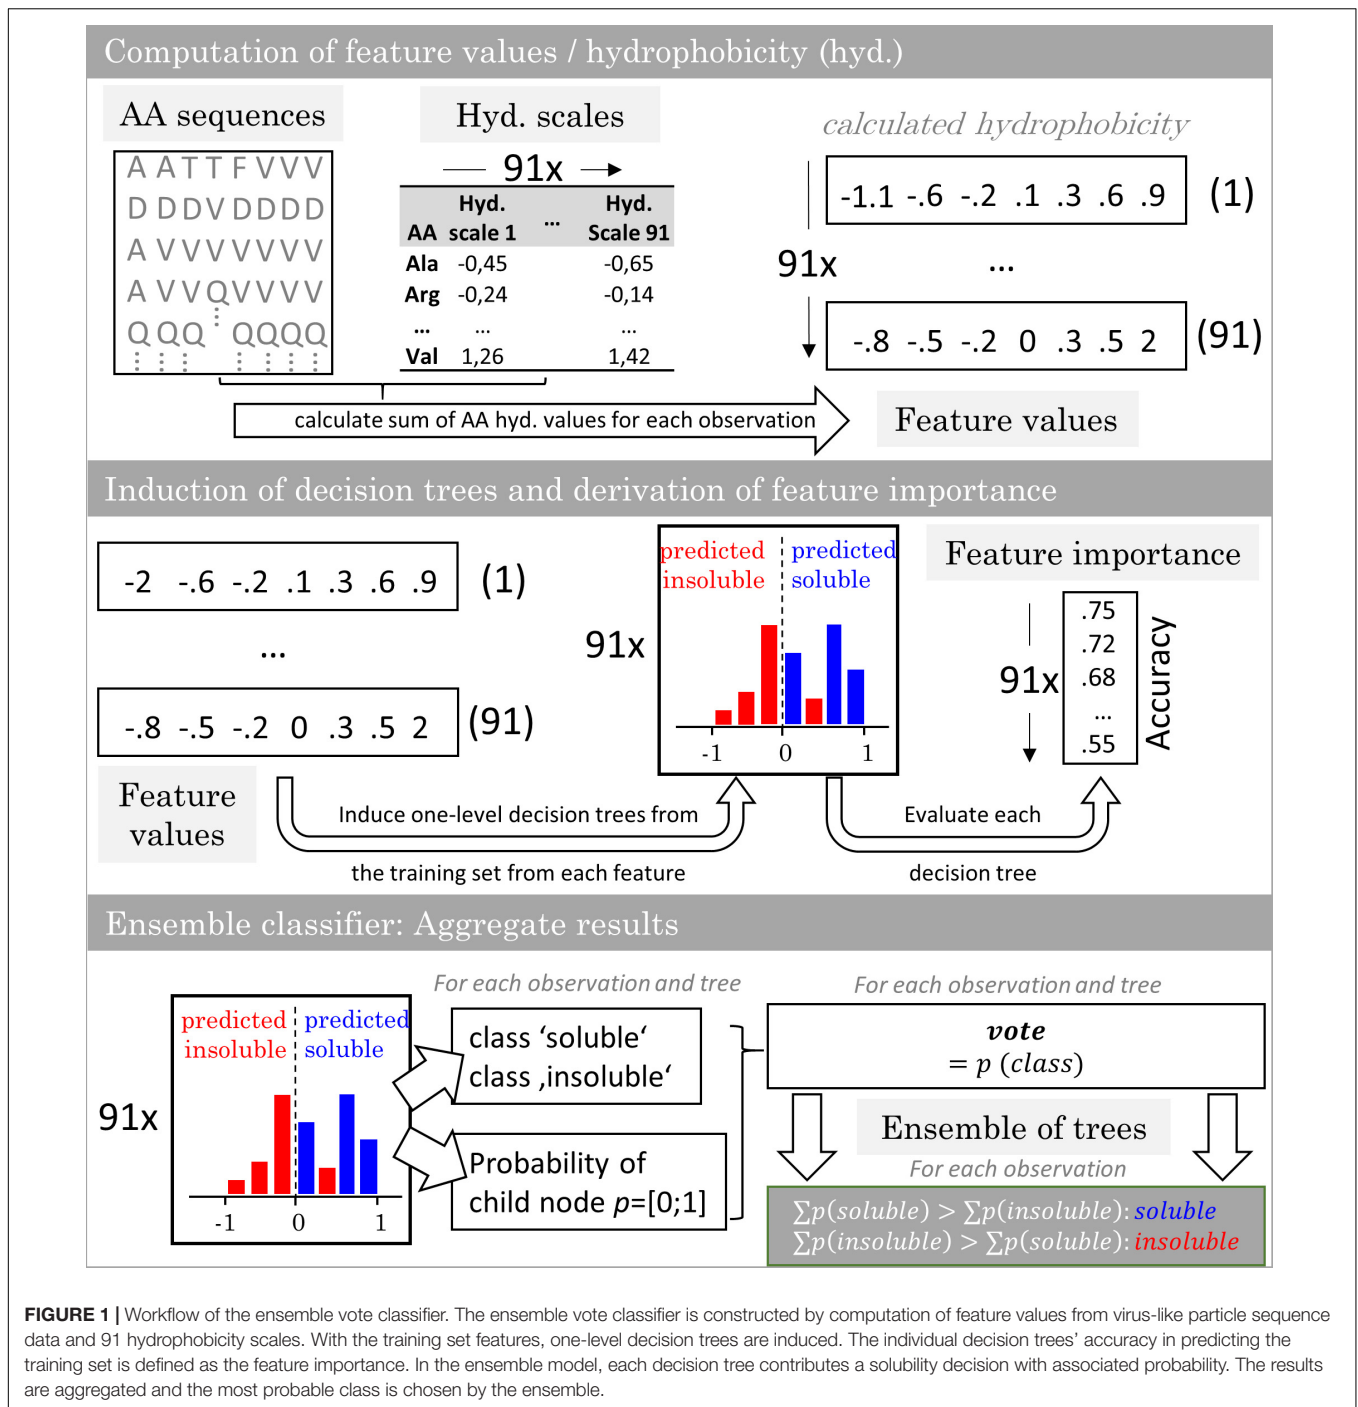 Computation of feature values / hydrophobicity (hyd.)
AA sequences
A A T T F V V V
D D D V D D D D
A V V V V V V V
A V V Q V V V V
Q Q Q Q Q Q Q
Hyd. scales
91x
Hyd. Hyd.
AA scale 1 ... Scale 91
Ala -0,45 -0,65
Arg -0,24 -0,14
... ... ...
Val 1,26 1,42
calculated hydrophobicity
-1.1 -.6 -.2 .1 .3 .6 .9 (1)
91x ...
-.8 -.5 -.2 0 .3 .5 2 (91)
calculate sum of AA hyd. values for each observation
Feature values
Induction of decision trees and derivation of feature importance
-2 -.6 -.2 .1 .3 .6 .9 (1)
...
-.8 -.5 -.2 0 .3 .5 2 (91)
Feature
values
Induce one-level decision trees from
the training set from each feature
91x
predicted predicted
insoluble soluble
-1 0 1
Evaluate each
decision tree
Feature importance
91x
.75
.72
.68
...
.55
Accuracy
Ensemble classifier: Aggregate results
91x
predicted predicted
insoluble soluble
-1 0 1
For each observation and tree
class ‘soluble‘
class ‚insoluble‘
Probability of
child node p=[0;1]
For each observation and tree
vote
= p (class)
Ensemble of trees
For each observation
∑p(soluble) > ∑p(insoluble): soluble
∑p(insoluble) > ∑p(soluble): insoluble
FIGURE 1 | Workflow of the ensemble vote classifier. The ensemble vote classifier is constructed by computation of feature values from virus-like particle sequence
data and 91 hydrophobicity scales. With the training set features, one-level decision trees are induced. The individual decision trees’ accuracy in predicting the
training set is defined as the feature importance. In the ensemble model, each decision tree contributes a solubility decision with associated probability. The results
are aggregated and the most probable class is chosen by the ensemble.